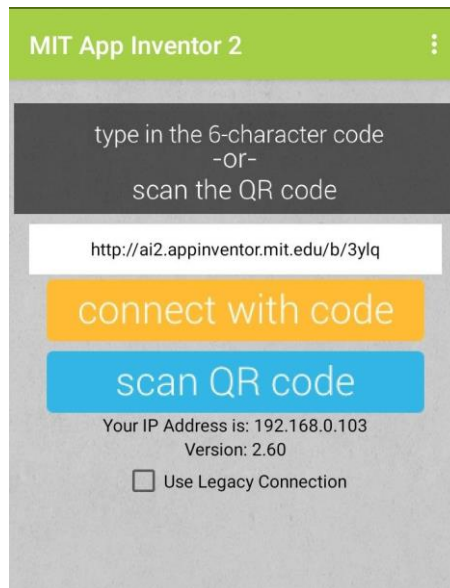 MIT App Inventor 2
type in the 6-character code
-or-
scan the QR code
http://ai2.appinventor.mit.edu/b/3ylq
connect with code
scan QR code
Your IP Address is: 192.168.0.103
Version: 2.60
Use Legacy Connection